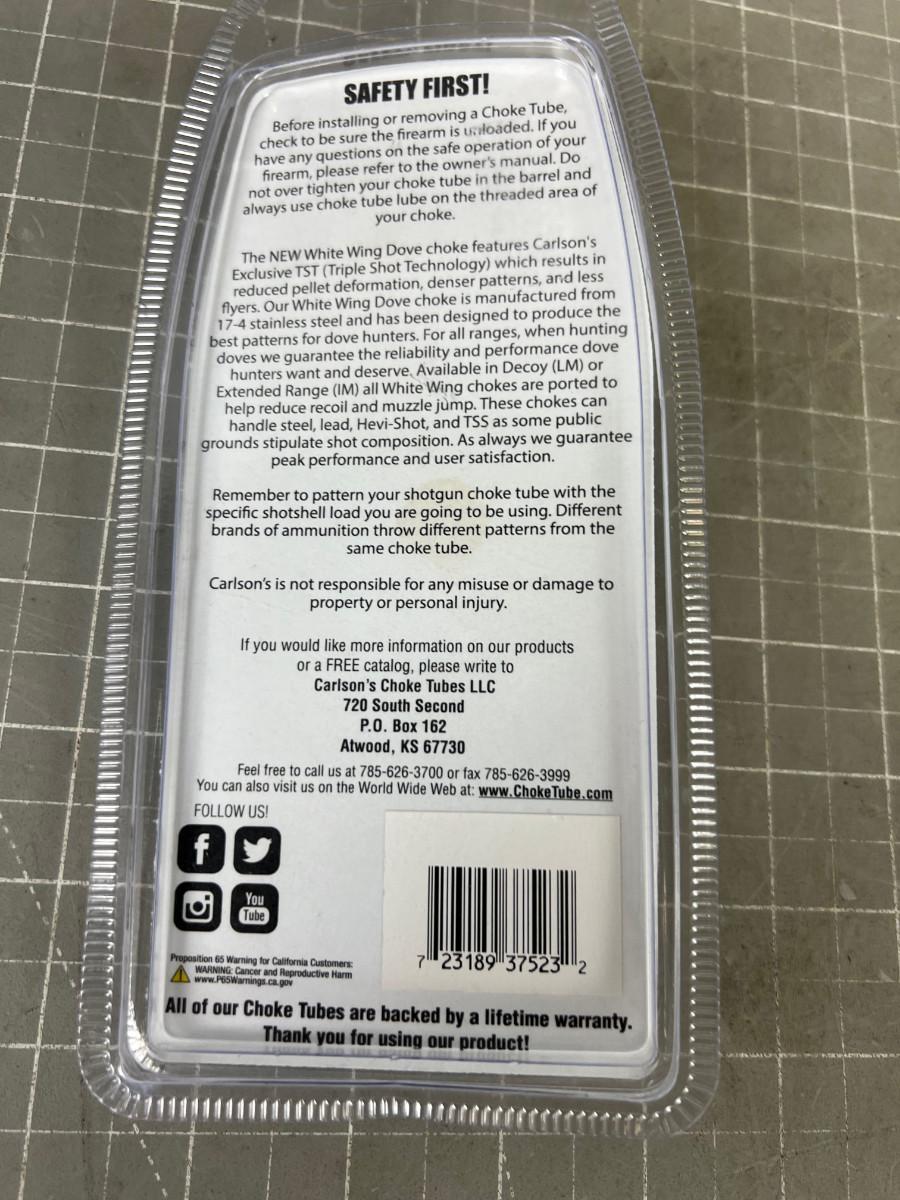 SAFETY FIRST!
Before installing or removing a Choke Tube,
check to be sure the firearm is unloaded. If you
have any questions on the safe operation of your
firearm, please refer to the owner's manual. Do
not over tighten your choke tube in the barrel and
always use choke tube lube on the threaded area of
your choke.
The NEW White Wing Dove choke features Carlson's
Exclusive TST (Triple Shot Technology) which results in
reduced pellet deformation, denser patterns, and less
flyers. Our White Wing Dove choke is manufactured from
17-4 stainless steel and has been designed to produce the
best patterns for dove hunters. For all ranges, when hunting
doves we guarantee the reliability and performance dove
hunters want and deserve. Available in Decoy (LM) or
Extended Range (IM) all White Wing chokes are ported to
help reduce recoil and muzzle jump. These chokes can
handle steel, lead, Hevi-Shot, and TSS as some public
grounds stipulate shot composition. As always we guarantee
peak performance and user satisfaction.
Remember to pattern your shotgun choke tube with the
specific shotshell load you are going to be using. Different
brands of ammunition throw different patterns from the
same choke tube.
Carlson's is not responsible for any misuse or damage to
property or personal injury.
If you would like more information on our products
or a FREE catalog, please write to
Carlson's Choke Tubes LLC
720 South Second
P.O. Box 162
Atwood, KS 67730
Feel free to call us at 785-626-3700 or fax 785-626-3999
You can also visit us on the World Wide Web at: www.ChokeTube.com
FOLLOW US!
f
You
Tube
7 23189 37523 2
Proposition 65 Warning for California Customers:
WARNING: Cancer and Reproductive Harm
www.P65Warnings.ca.gov
All of our Choke Tubes are backed by a lifetime warranty.
Thank you for using our product!